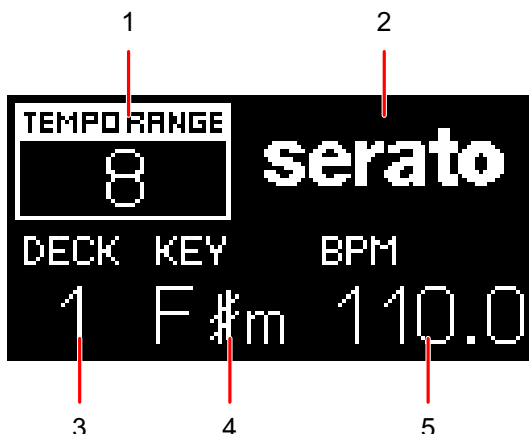 1 2
TEMPO RANGE
8
serato
DECK KEY BPM
1 F#m 110.0
3 4 5